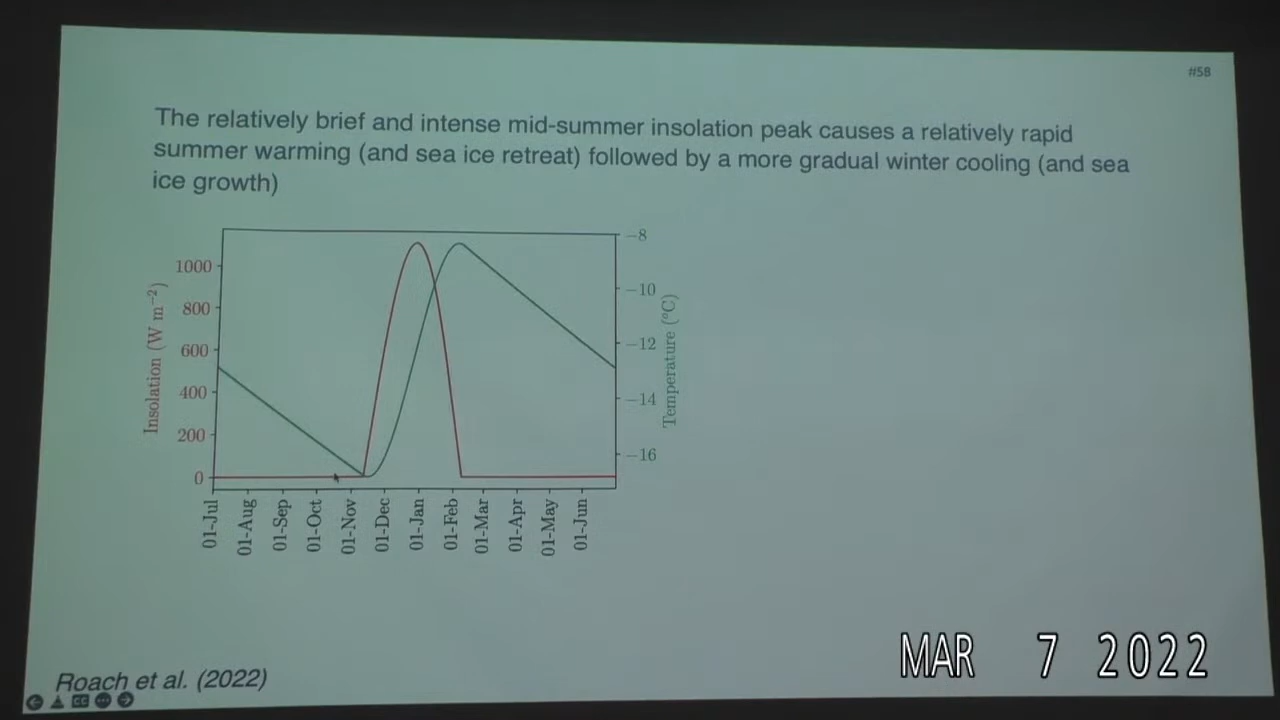 #58
The relatively brief and intense mid-summer insolation peak causes a relatively rapid
summer warming (and sea ice retreat) followed by a more gradual winter cooling (and sea
ice growth)
Insolation (W m⁻²)
1000
800
600
400
200
0
−8
−10
−12
−14
−16
Temperature (°C)
01-Jul
01-Aug
01-Sep
01-Oct
01-Nov
01-Dec
01-Jan
01-Feb
01-Mar
01-Apr
01-May
01-Jun
Roach et al. (2022)
CC
MAR 7 2022